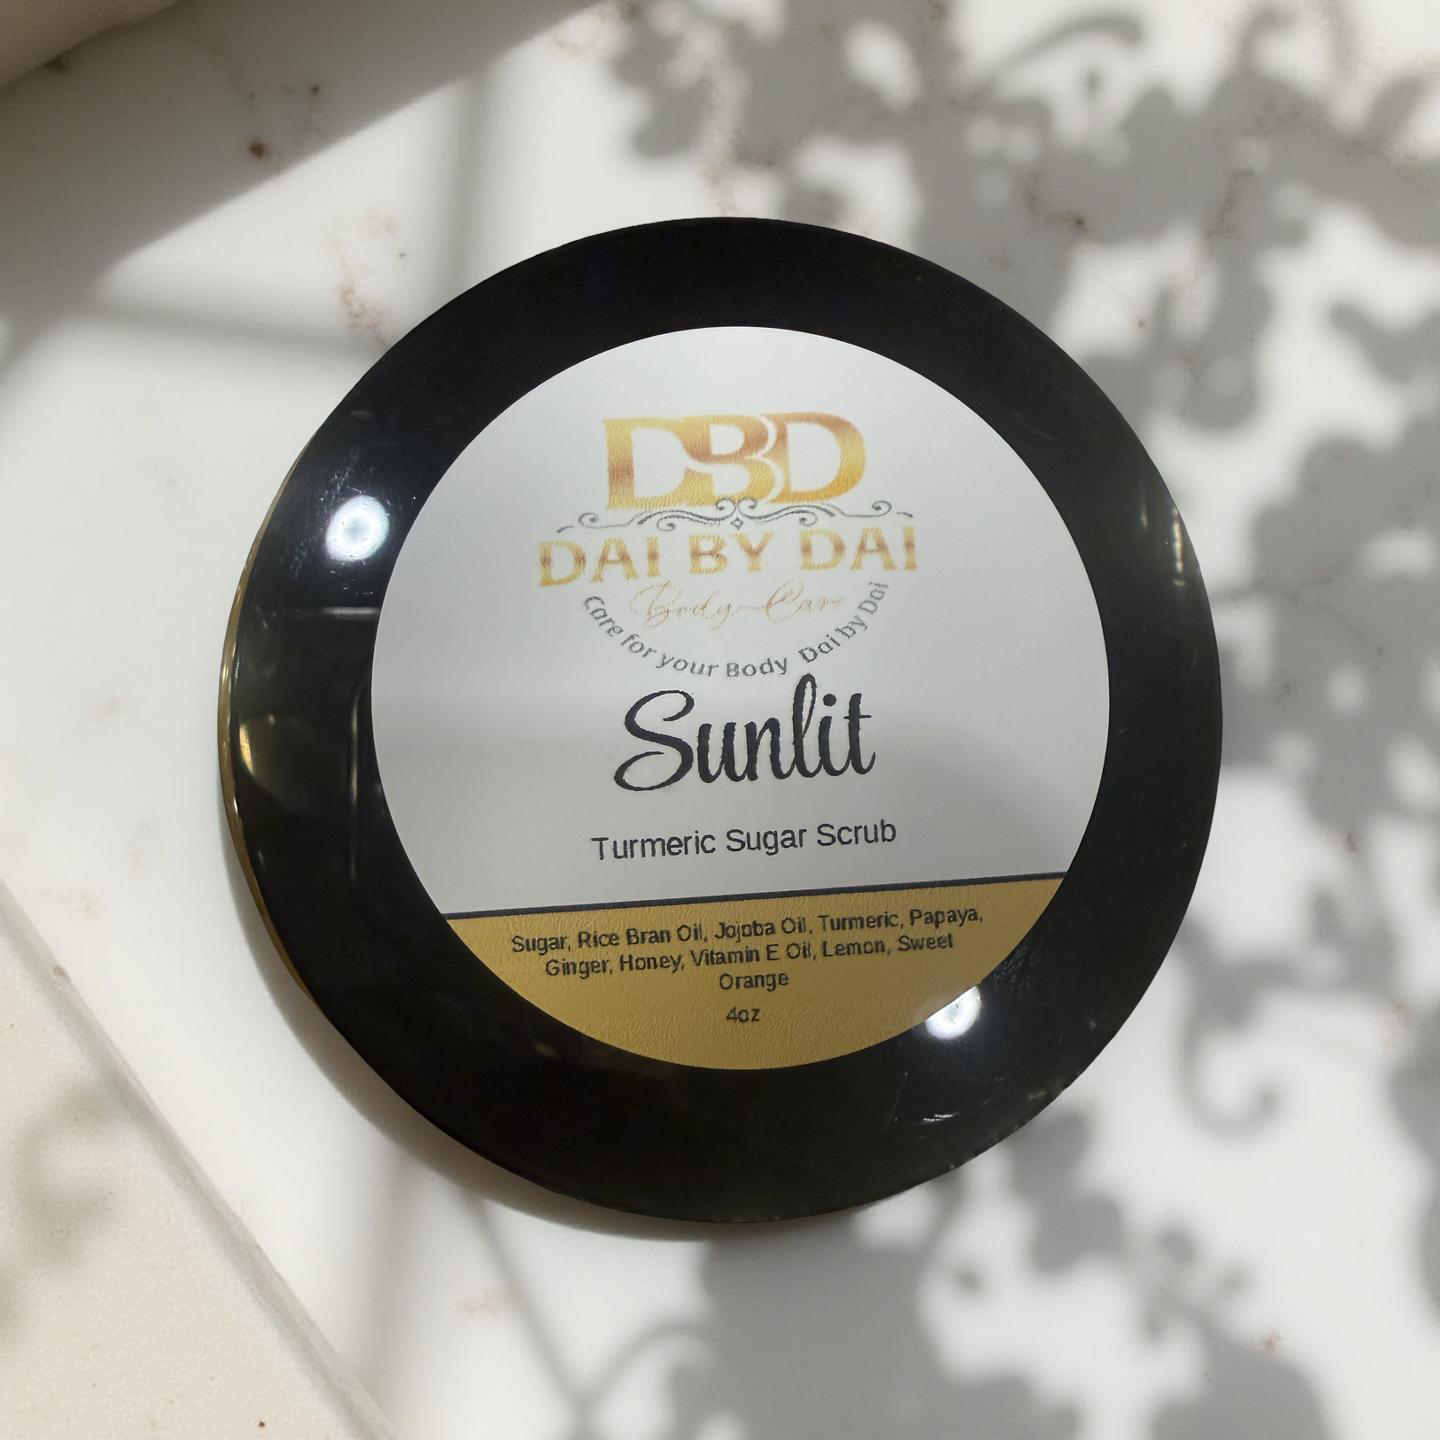 DBD
DAI BY DAI
Body Care
Care for your Body Dai by Dai
Sunlit
Turmeric Sugar Scrub
Sugar, Rice Bran Oil, Jojoba Oil, Turmeric, Papaya,
Ginger, Honey, Vitamin E Oil, Lemon, Sweet
Orange
4oz